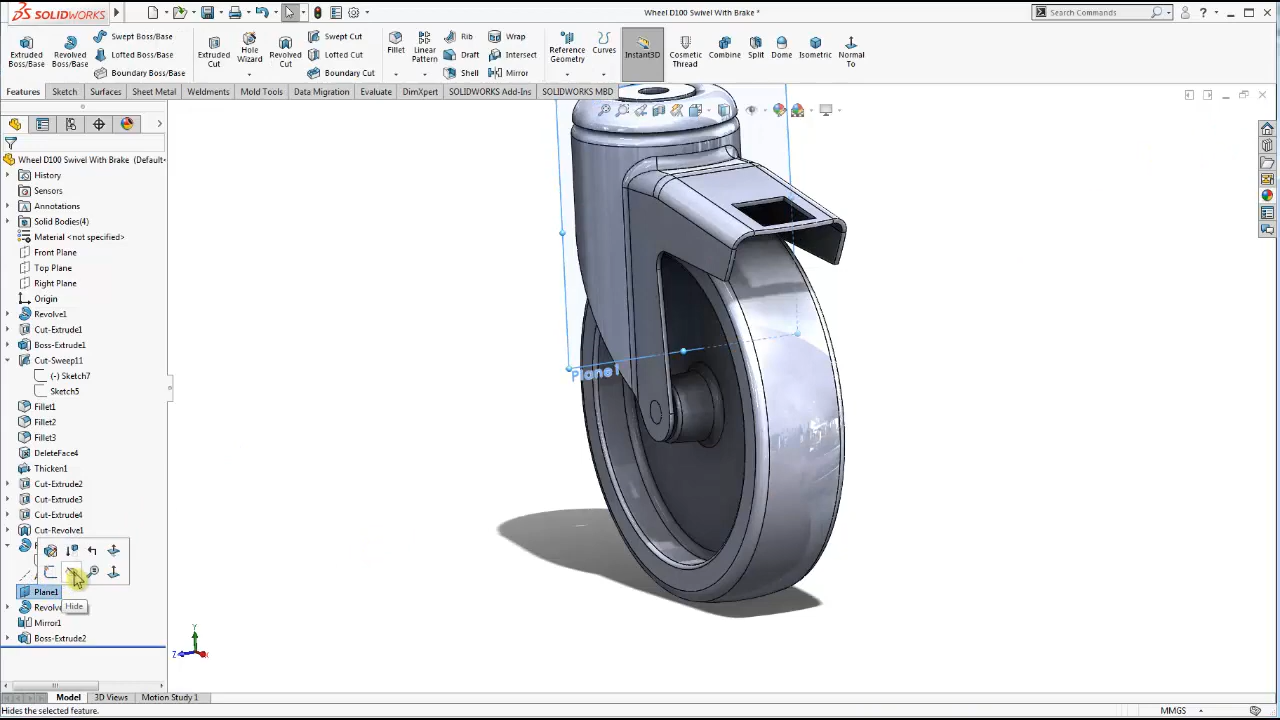 SOLIDWORKS
Wheel D100 Swivel With Brake *
Search Commands
Extruded Boss/Base
Revolved Boss/Base
Swept Boss/Base
Lofted Boss/Base
Boundary Boss/Base
Extruded Cut
Hole Wizard
Revolved Cut
Swept Cut
Lofted Cut
Boundary Cut
Fillet
Linear Pattern
Rib
Draft
Shell
Wrap
Intersect
Mirror
Reference Geometry
Curves
Instant3D
Cosmetic Thread
Combine
Split
Dome
Isometric
Normal To
Features
Sketch
Surfaces
Sheet Metal
Weldments
Mold Tools
Data Migration
Evaluate
DimXpert
SOLIDWORKS Add-Ins
SOLIDWORKS MBD
Wheel D100 Swivel With Brake (Default
History
Sensors
Annotations
Solid Bodies(4)
Material <not specified>
Front Plane
Top Plane
Right Plane
Origin
Revolve1
Cut-Extrude1
Boss-Extrude1
Cut-Sweep11
(-) Sketch7
Sketch5
Fillet1
Fillet2
Fillet3
DeleteFace4
Thicken1
Cut-Extrude2
Cut-Extrude3
Cut-Extrude4
Cut-Revolve1
Plane1
Hide
Mirror1
Boss-Extrude2
Plane1
Y
Z
Model
3D Views
Motion Study 1
Hides the selected feature.
MMGS